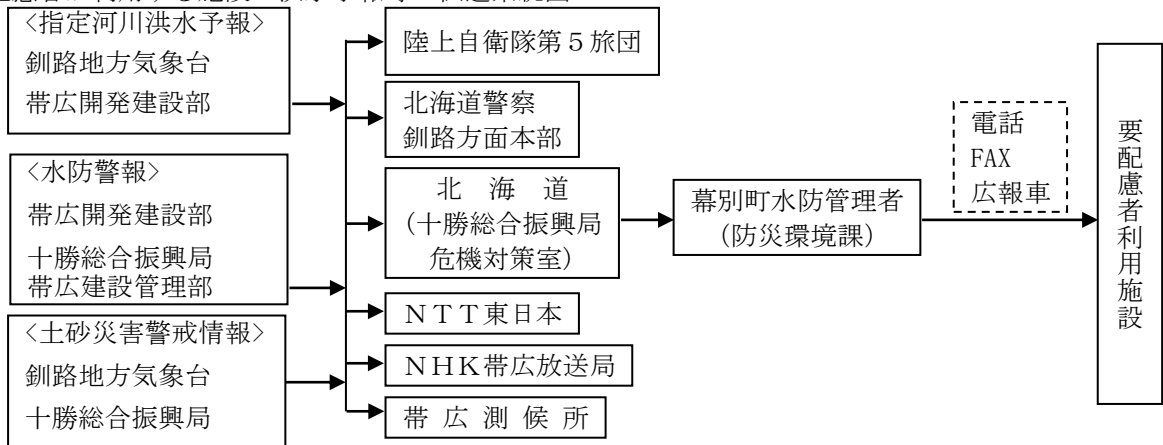 <指定河川洪水予報>
釧路地方気象台
帯広開発建設部
<水防警報>
帯広開発建設部
十勝総合振興局
帯広建設管理部
<土砂災害警戒情報>
釧路地方気象台
十勝総合振興局
陸上自衛隊第5旅団
北海道警察
釧路方面本部
北 海 道
(十勝総合振興局
危機対策室)
NTT東日本
NHK帯広放送局
帯 広 測 候 所
幕別町水防管理者
(防災環境課)
電話
FAX
広報車
要配慮者利用施設